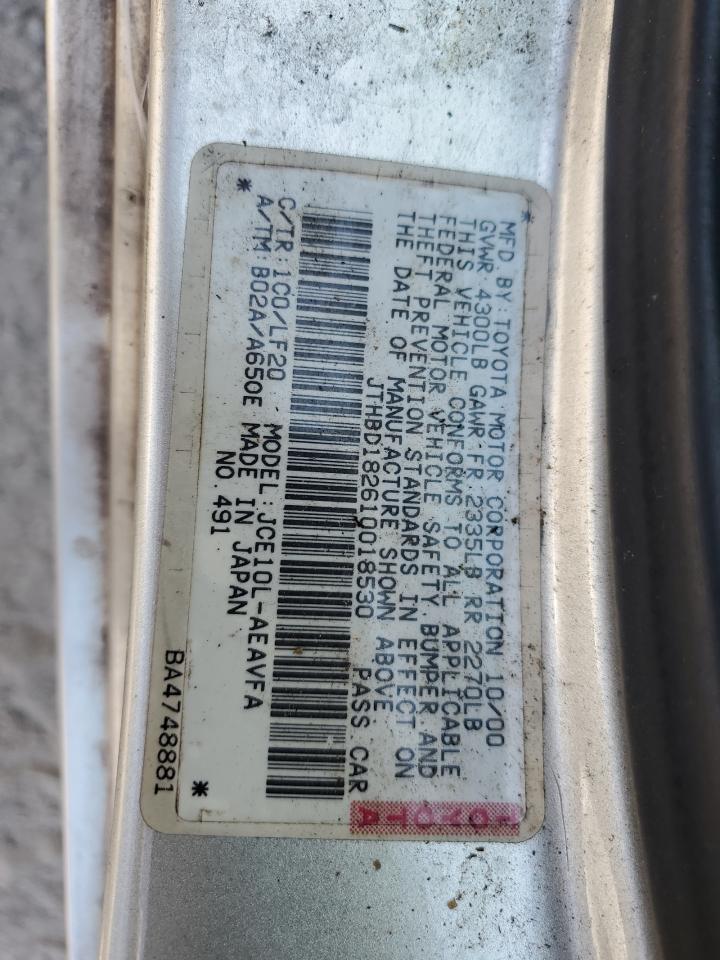 MFD BY:TOYOTA MOTOR CORPORATION 10/00
GVWR 4300LB GAWR FR 2335LB RR 2270LB
THIS VEHICLE CONFORMS TO ALL APPLICABLE
FEDERAL MOTOR VEHICLE SAFETY, BUMPER AND
THEFT PREVENTION STANDARDS IN EFFECT ON
THE DATE OF MANUFACTURE SHOWN ABOVE
JTHBD182610018530 PASS CAR
C/TR:1C0/LF20 MODEL:JCE10L-AEAVFA
A/TM:B02A/A650E MADE IN JAPAN
NO.491
BA4748881
TOYOTA